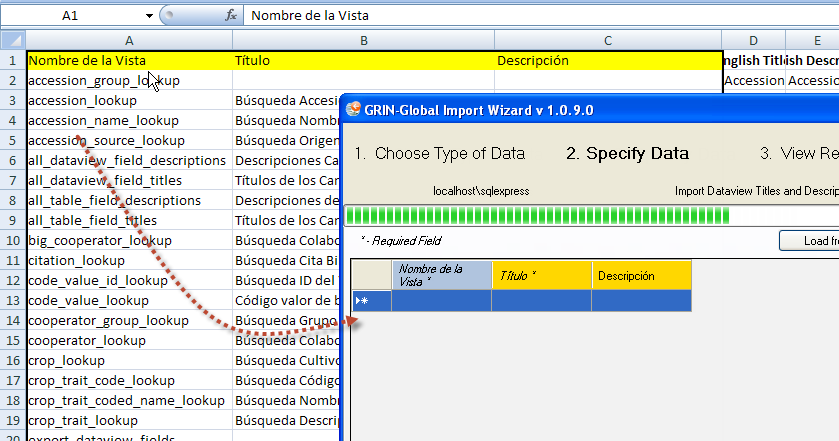 A1 fx Nombre de la Vista
A B C D E
1 Nombre de la Vista Título Descripción nglish Titl ish Descr
2 accession_group_lookup Accession Accessio
3 accession_lookup Búsqueda Accesi
4 accession_name_lookup Búsqueda Nomb
5 accession_source_lookup Búsqueda Origen
6 all_dataview_field_descriptions Descripciones Ca
7 all_dataview_field_titles Títulos de los Car
8 all_table_field_descriptions Descripciones de
9 all_table_field_titles Títulos de los Car
10 big_cooperator_lookup Búsqueda Colabo
11 citation_lookup Búsqueda Cita Bi
12 code_value_id_lookup Búsqueda ID del
13 code_value_lookup Código valor de b
14 cooperator_group_lookup Búsqueda Grupo
15 cooperator_lookup Búsqueda Colabo
16 crop_lookup Búsqueda Cultivo
17 crop_trait_code_lookup Búsqueda Código
18 crop_trait_coded_name_lookup Búsqueda Nomb
19 crop_trait_lookup Búsqueda Descrip
20 export_dataview_fields
GRIN-Global Import Wizard v 1.0.9.0
1. Choose Type of Data 2. Specify Data 3. View Re
localhost\sqlexpress Import Dataview Titles and Descrip
* - Required Field Load fr
Nombre de la
Vista * Título * Descripción